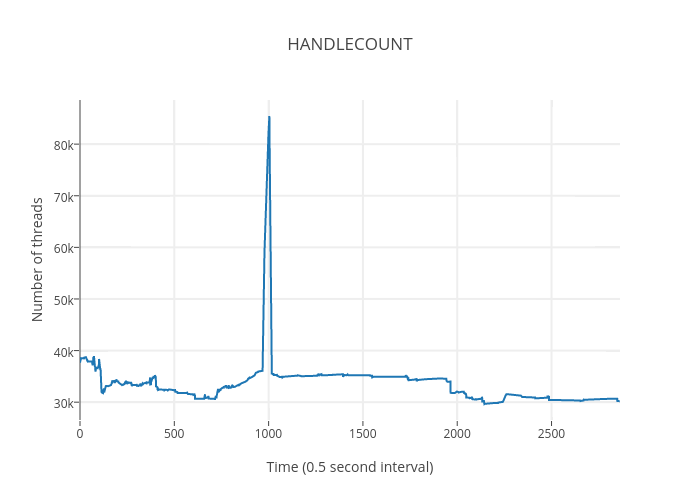 HANDLECOUNT
80k
70k
60k
50k
40k
30k
Number of threads
0 500 1000 1500 2000 2500
Time (0.5 second interval)